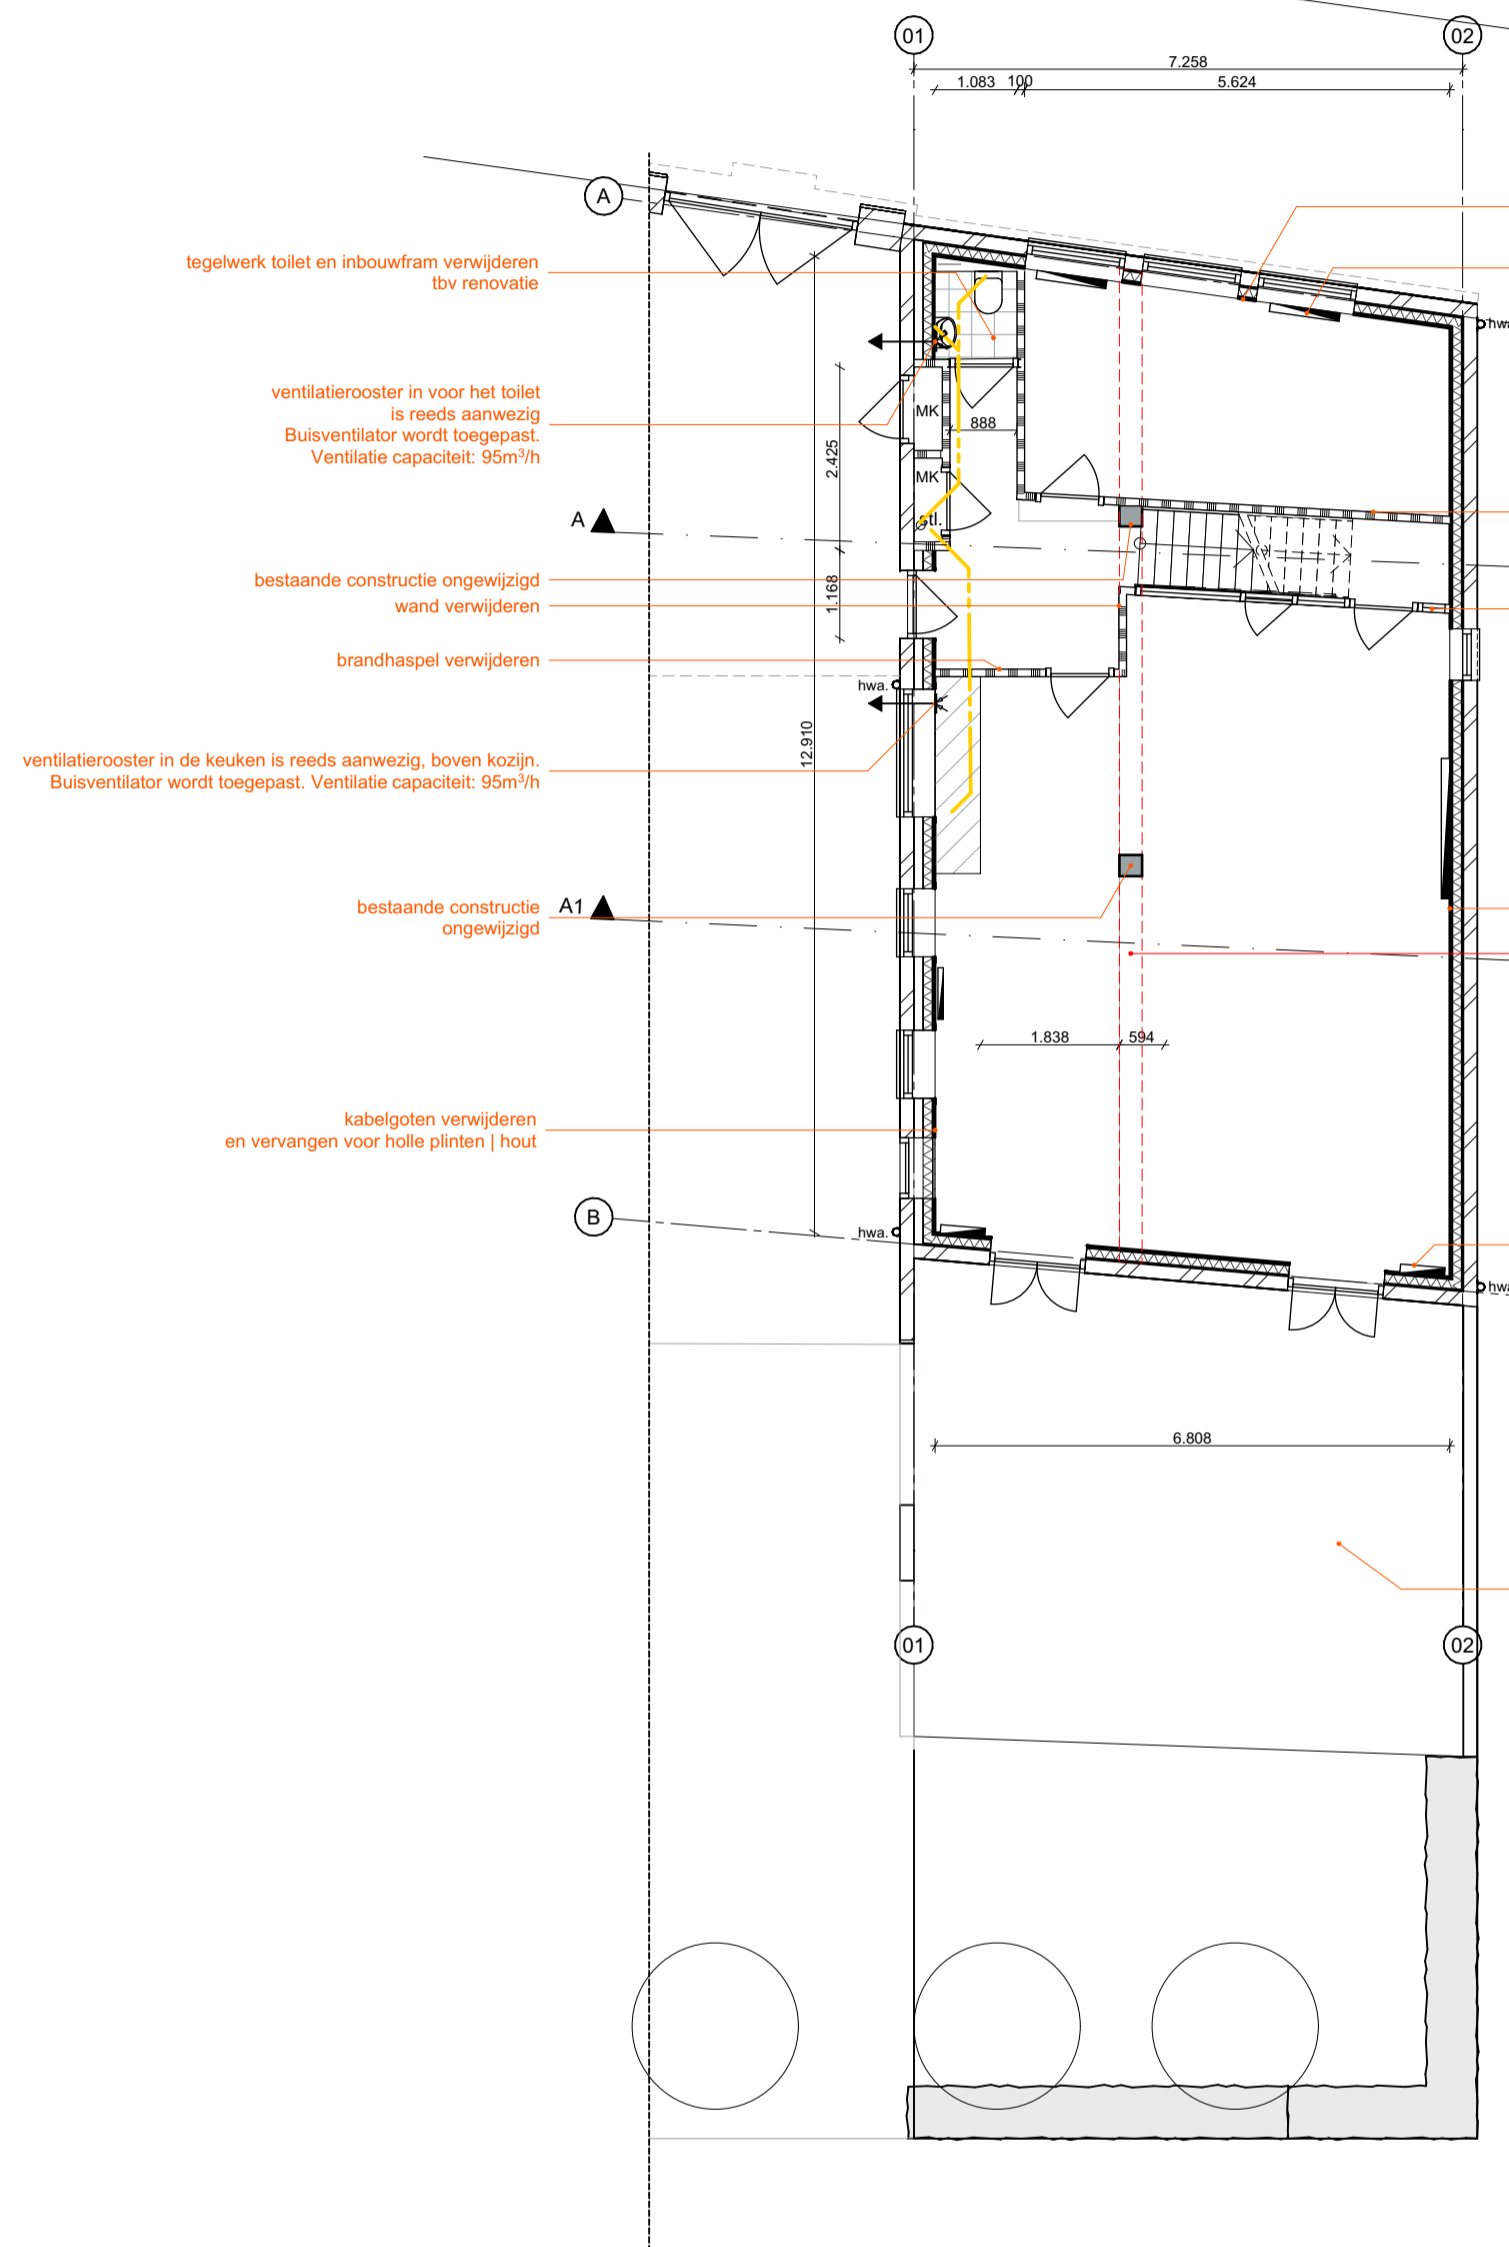 01
02
7.258
1.083
100
5.624
A
tegelwerk toilet en inbouwfram verwijderen
tbv renovatie
hwa
ventilatierooster in voor het toilet
is reeds aanwezig
Buisventilator wordt toegepast.
Ventilatie capaciteit: 95m³/h
MK
888
2.425
MK
stl.
A
bestaande constructie ongewijzigd
wand verwijderen
1.168
brandhaspel verwijderen
hwa.
12.910
ventilatierooster in de keuken is reeds aanwezig, boven kozijn.
Buisventilator wordt toegepast. Ventilatie capaciteit: 95m³/h
bestaande constructie
ongewijzigd
A1
1.838
594
kabelgoten verwijderen
en vervangen voor holle plinten | hout
B
hwa.
hwa
6.808
01
02